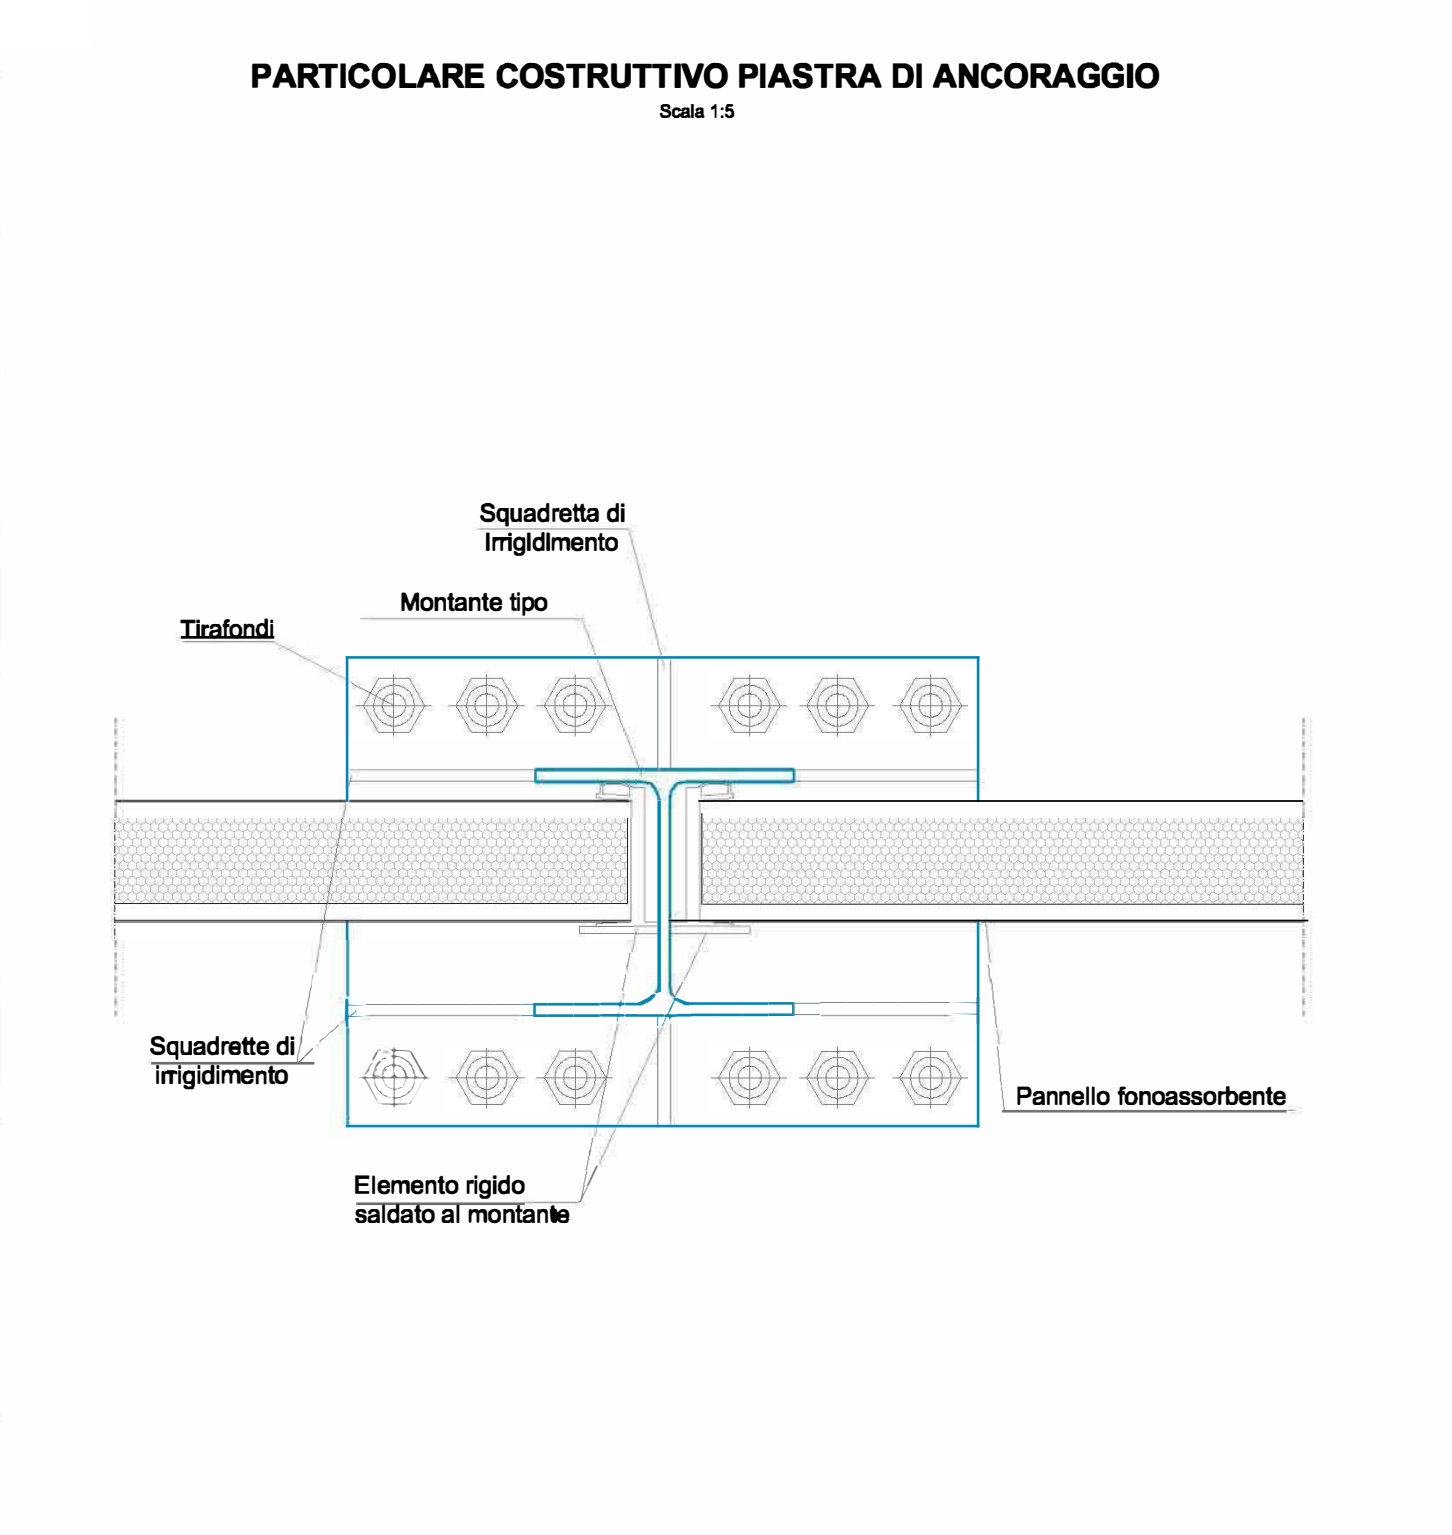 PARTICOLARE COSTRUTTIVO PIASTRA DI ANCORAGGIO
Scala 1:5
Squadretta di
irrigidimento
Montante tipo
Tirafondi
Squadrette di
irrigidimento
Pannello fonoassorbente
Elemento rigido
saldato al montante